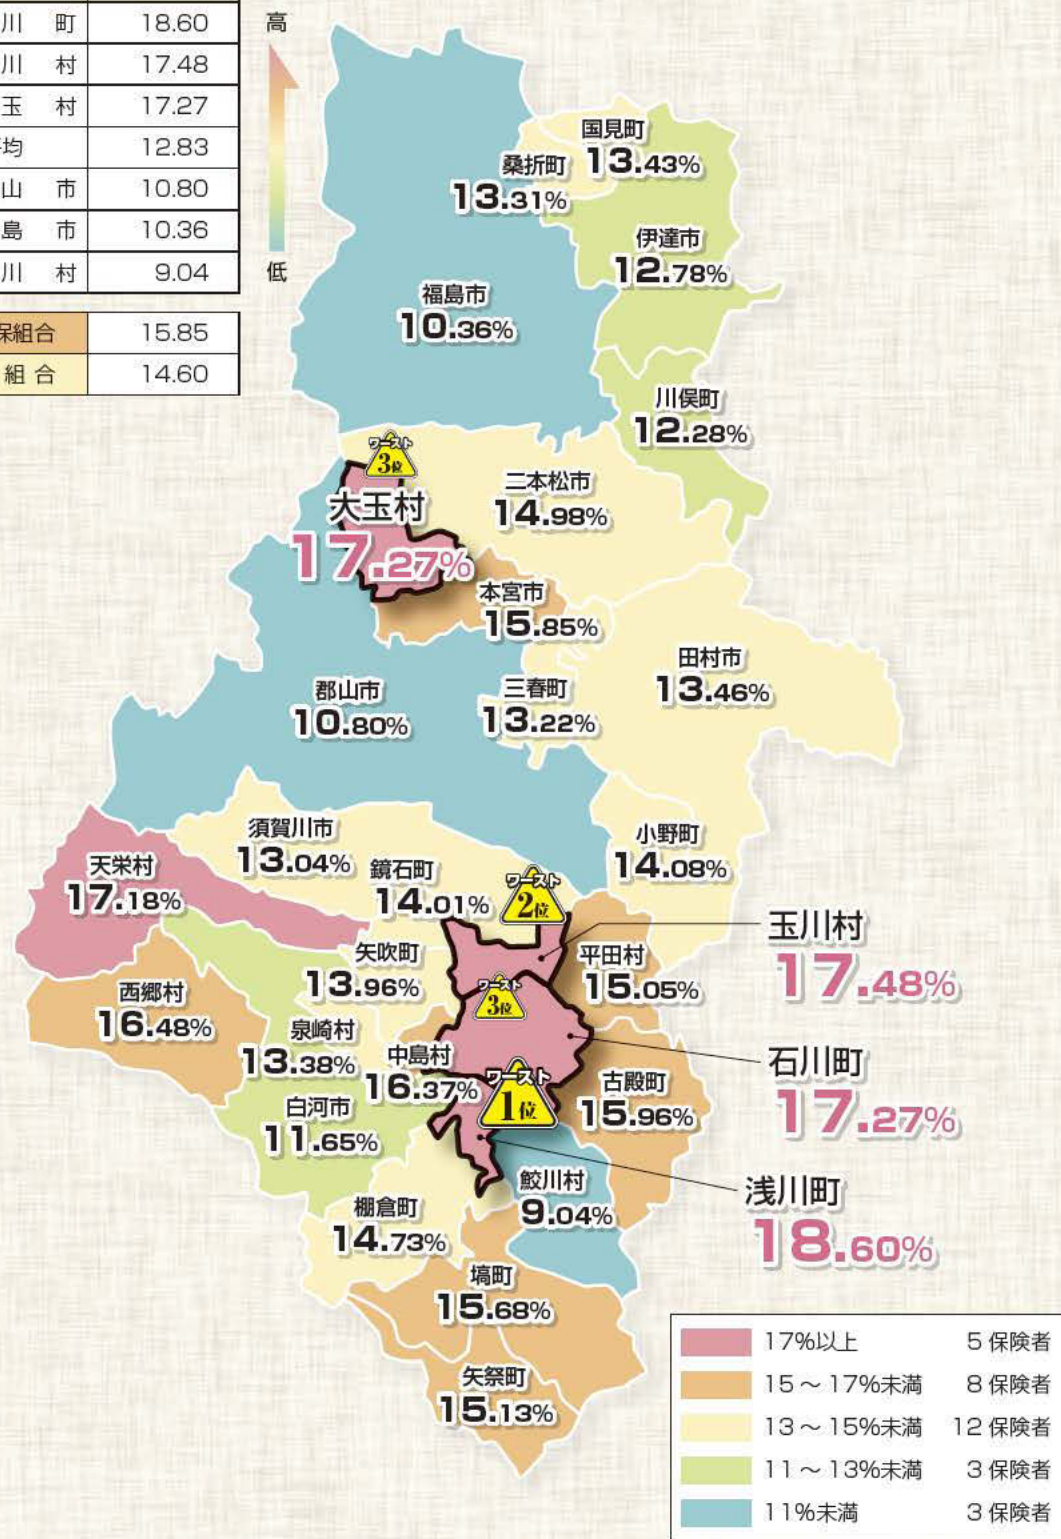 川 町 18.60
川 村 17.48
玉 村 17.27
均 12.83
山 市 10.80
島 市 10.36
川 村 9.04
保組合 15.85
組 合 14.60
高
低
国見町
13.43%
桑折町
13.31%
伊達市
12.78%
福島市
10.36%
川俣町
12.28%
ワースト
3位
大玉村
17.27%
二本松市
14.98%
本宮市
15.85%
田村市
13.46%
郡山市
10.80%
三春町
13.22%
須賀川市
13.04%
小野町
14.08%
天栄村
17.18%
鏡石町
14.01%
ワースト
2位
玉川村
17.48%
矢吹町
13.96%
平田村
15.05%
西郷村
16.48%
ワースト
3位
泉崎村
13.38%
中島村
16.37%
石川町
17.27%
ワースト
1位
古殿町
15.96%
白河市
11.65%
浅川町
18.60%
鮫川村
9.04%
棚倉町
14.73%
塙町
15.68%
矢祭町
15.13%
17%以上 5保険者
15～17%未満 8保険者
13～15%未満 12保険者
11～13%未満 3保険者
11%未満 3保険者